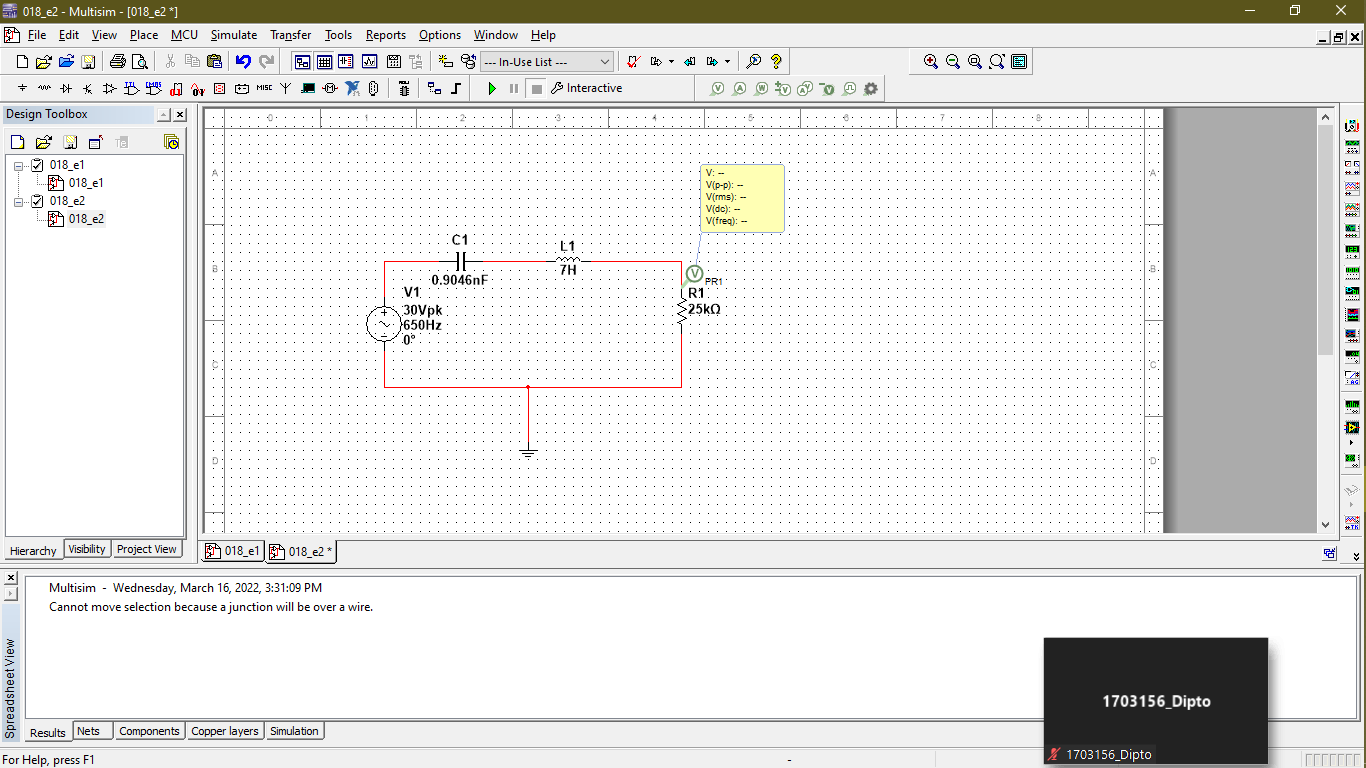 018_e2 - Multisim - [018_e2 *]
File Edit View Place MCU Simulate Transfer Tools Reports Options Window Help
--- In-Use List ---
MISC
Interactive
Design Toolbox
018_e1
018_e1
018_e2
018_e2
Hierarchy Visibility Project View
0 1 2 3 4 5 6 7 8
A A
B B
C C
D D
V: --
V(p-p): --
V(rms): --
V(dc): --
V(freq): --
C1
0.9046nF
L1
7H
V
PR1
R1
25kΩ
V1
30Vpk
650Hz
0°
018_e1 018_e2 *
Multisim - Wednesday, March 16, 2022, 3:31:09 PM
Cannot move selection because a junction will be over a wire.
Spreadsheet View
Results Nets Components Copper layers Simulation
1703156_Dipto
1703156_Dipto
For Help, press F1
-